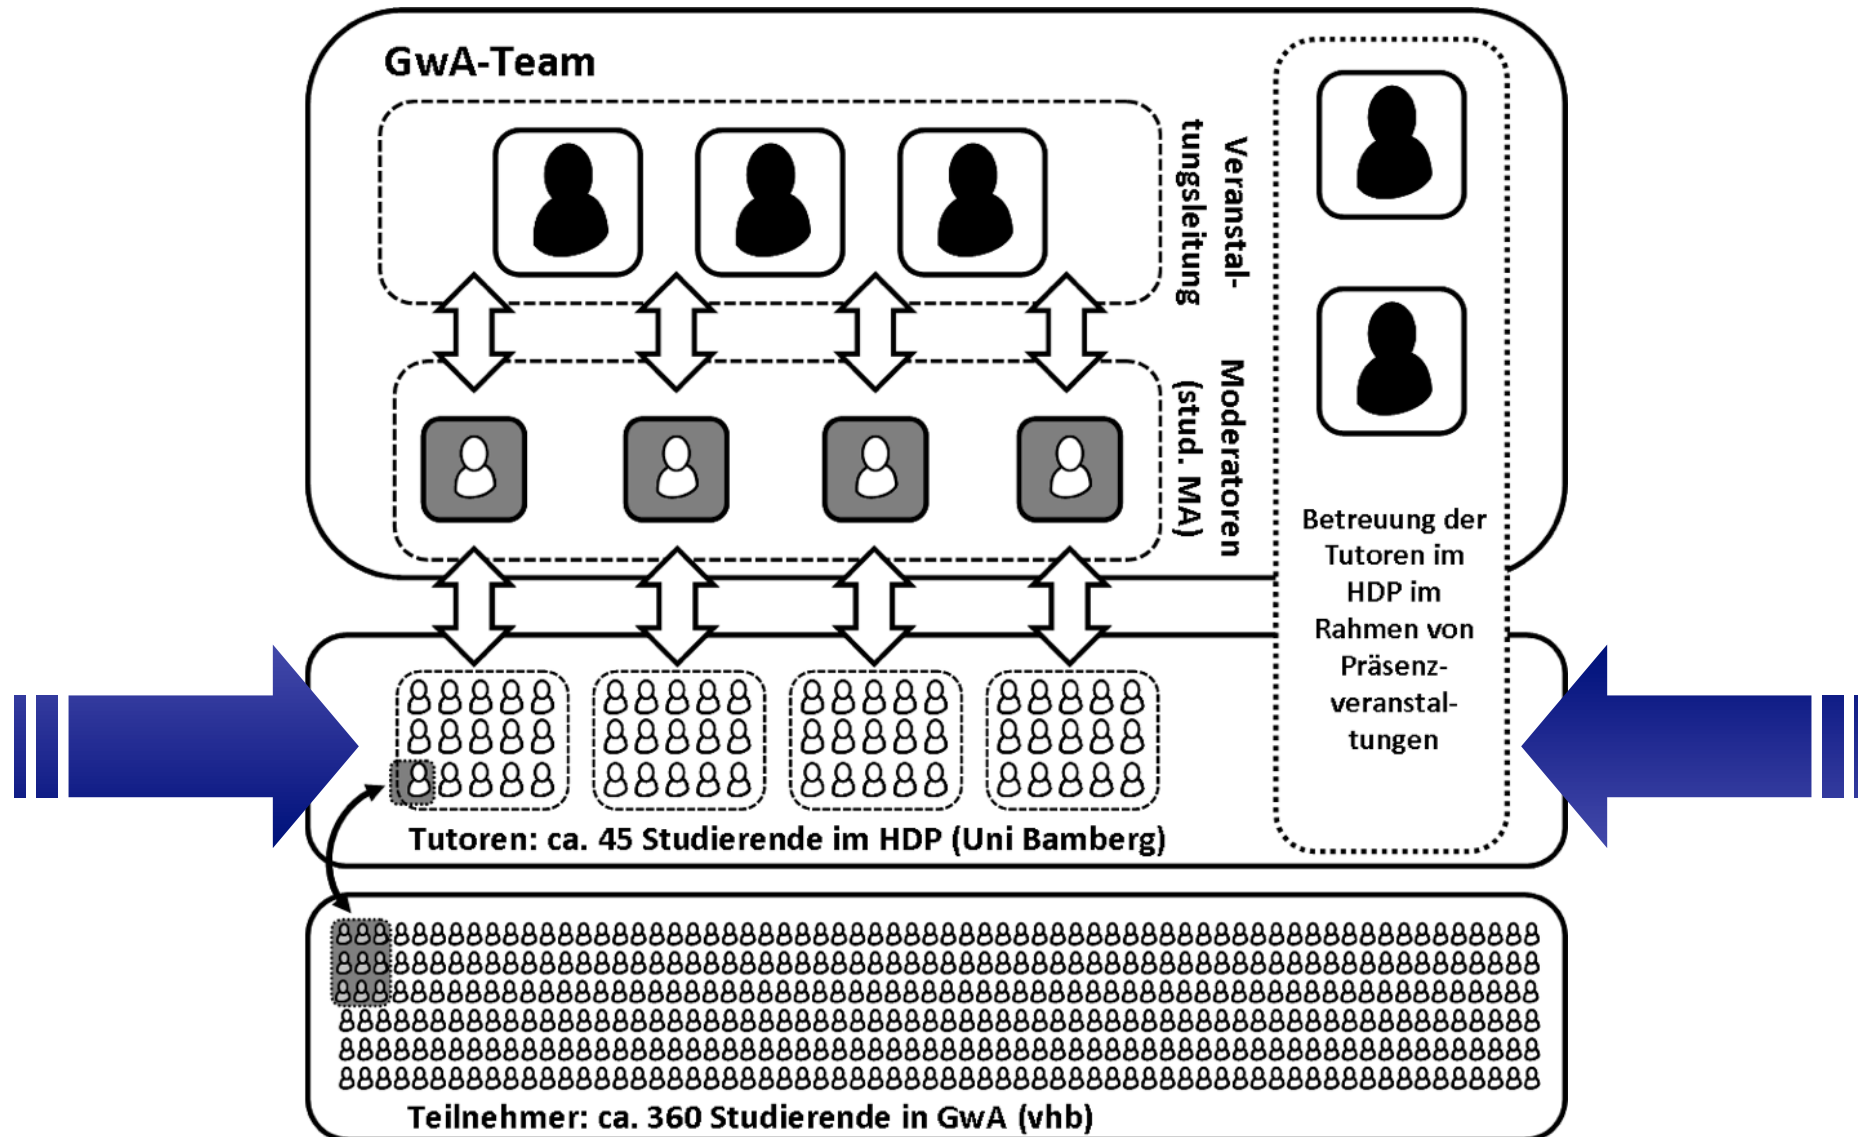 GwA-Team
Veranstal-
tungsleitung
Moderatoren
(stud. MA)
Betreuung der
Tutoren im
HDP im
Rahmen von
Präsenz-
veranstal-
tungen
Tutoren: ca. 45 Studierende im HDP (Uni Bamberg)
Teilnehmer: ca. 360 Studierende in GwA (vhb)